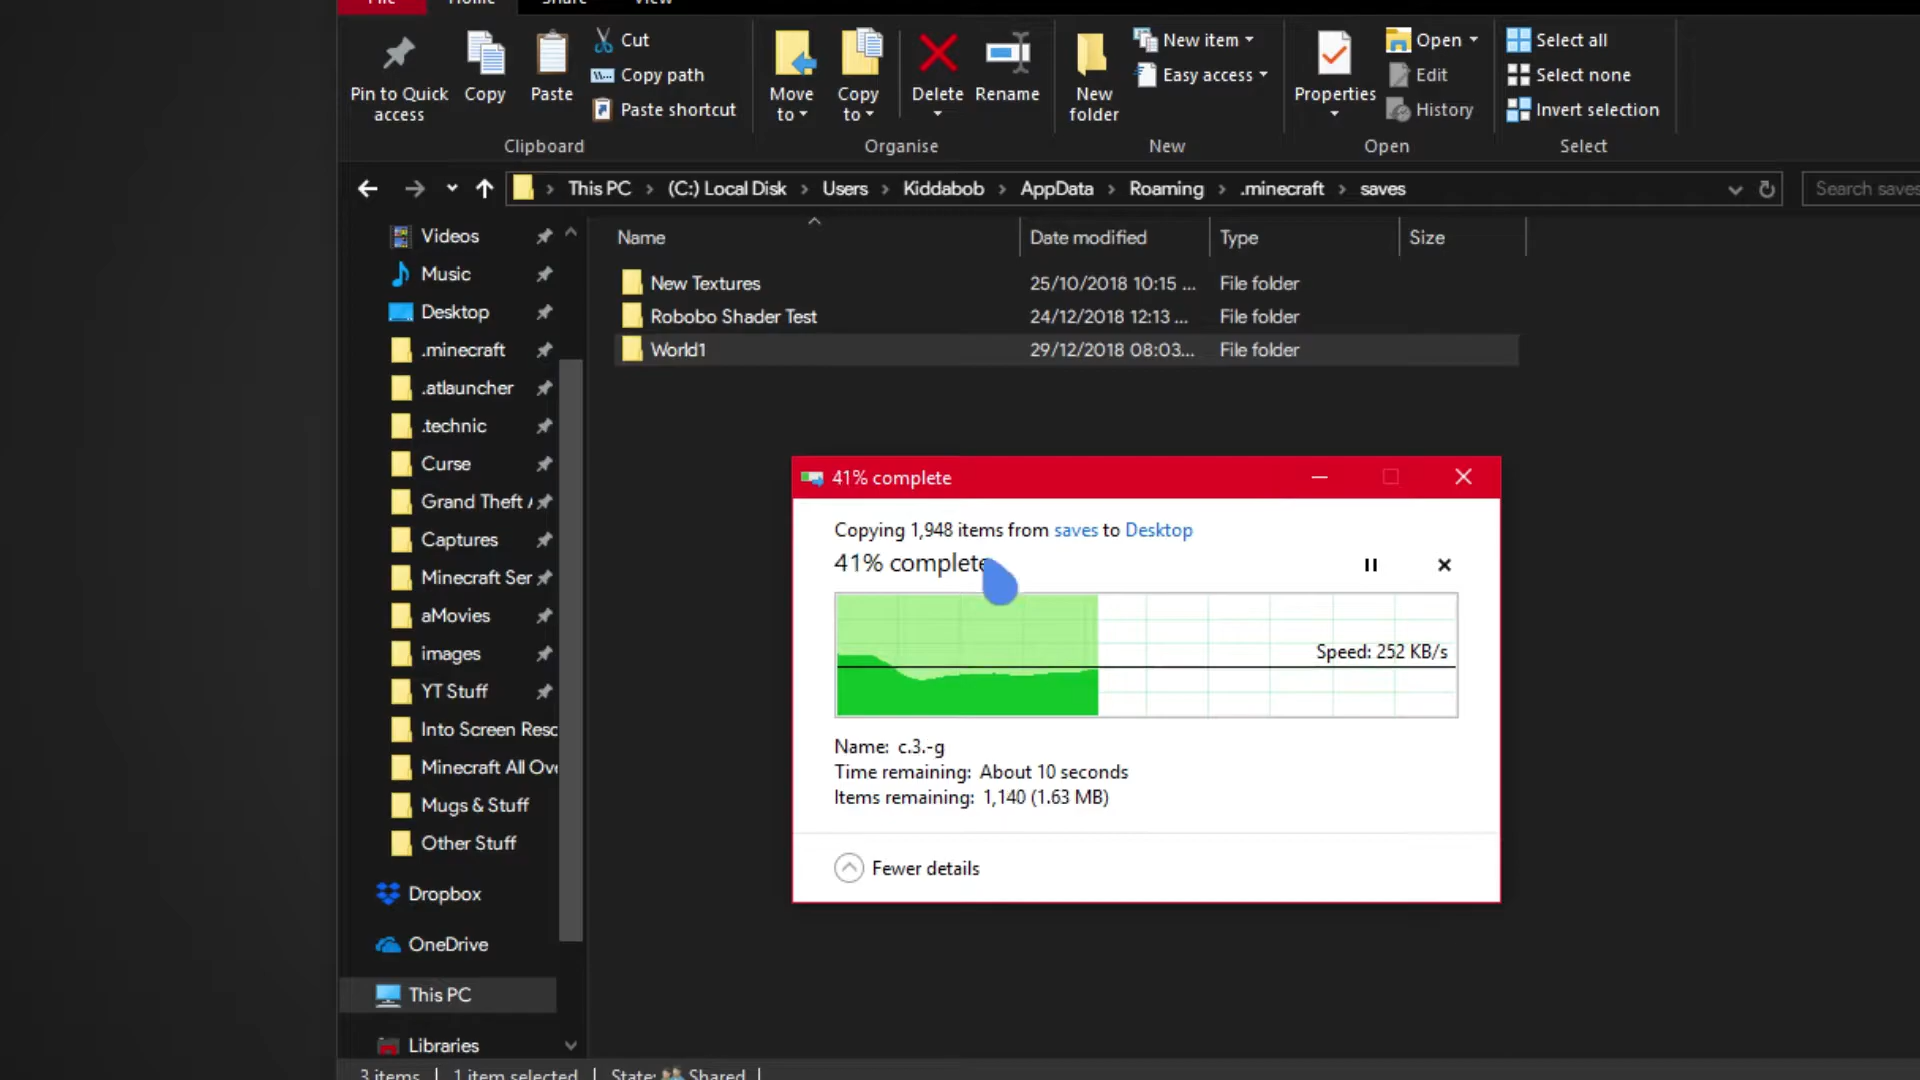 File Home Share View
Pin to Quick access
Copy
Paste
Cut
Copy path
Paste shortcut
Clipboard
Move to
Copy to
Delete
Rename
Organise
New folder
New item
Easy access
New
Properties
Open
Edit
History
Open
Select all
Select none
Invert selection
Select
This PC > (C:) Local Disk > Users > Kiddabob > AppData > Roaming > .minecraft > saves
Search saves
Name Date modified Type Size
New Textures 25/10/2018 10:15 ... File folder
Robobo Shader Test 24/12/2018 12:13 ... File folder
World1 29/12/2018 08:03... File folder
Videos
Music
Desktop
.minecraft
.atlauncher
.technic
Curse
Grand Theft
Captures
Minecraft Ser
aMovies
images
YT Stuff
Into Screen Resc
Minecraft All Ove
Mugs & Stuff
Other Stuff
Dropbox
OneDrive
This PC
Libraries
41% complete
Copying 1,948 items from saves to Desktop
41% complete
Speed: 252 KB/s
Name: c.3.-g
Time remaining: About 10 seconds
Items remaining: 1,140 (1.63 MB)
Fewer details
3 items | 1 item selected | State: Shared |